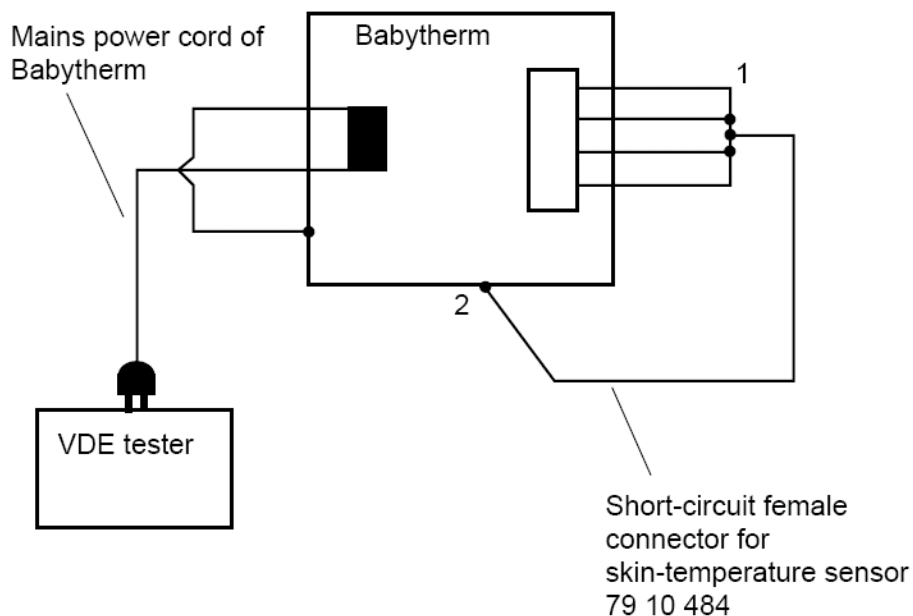 Mains power cord of
Babytherm
Babytherm
1
2
VDE tester
Short-circuit female
connector for
skin-temperature sensor
79 10 484